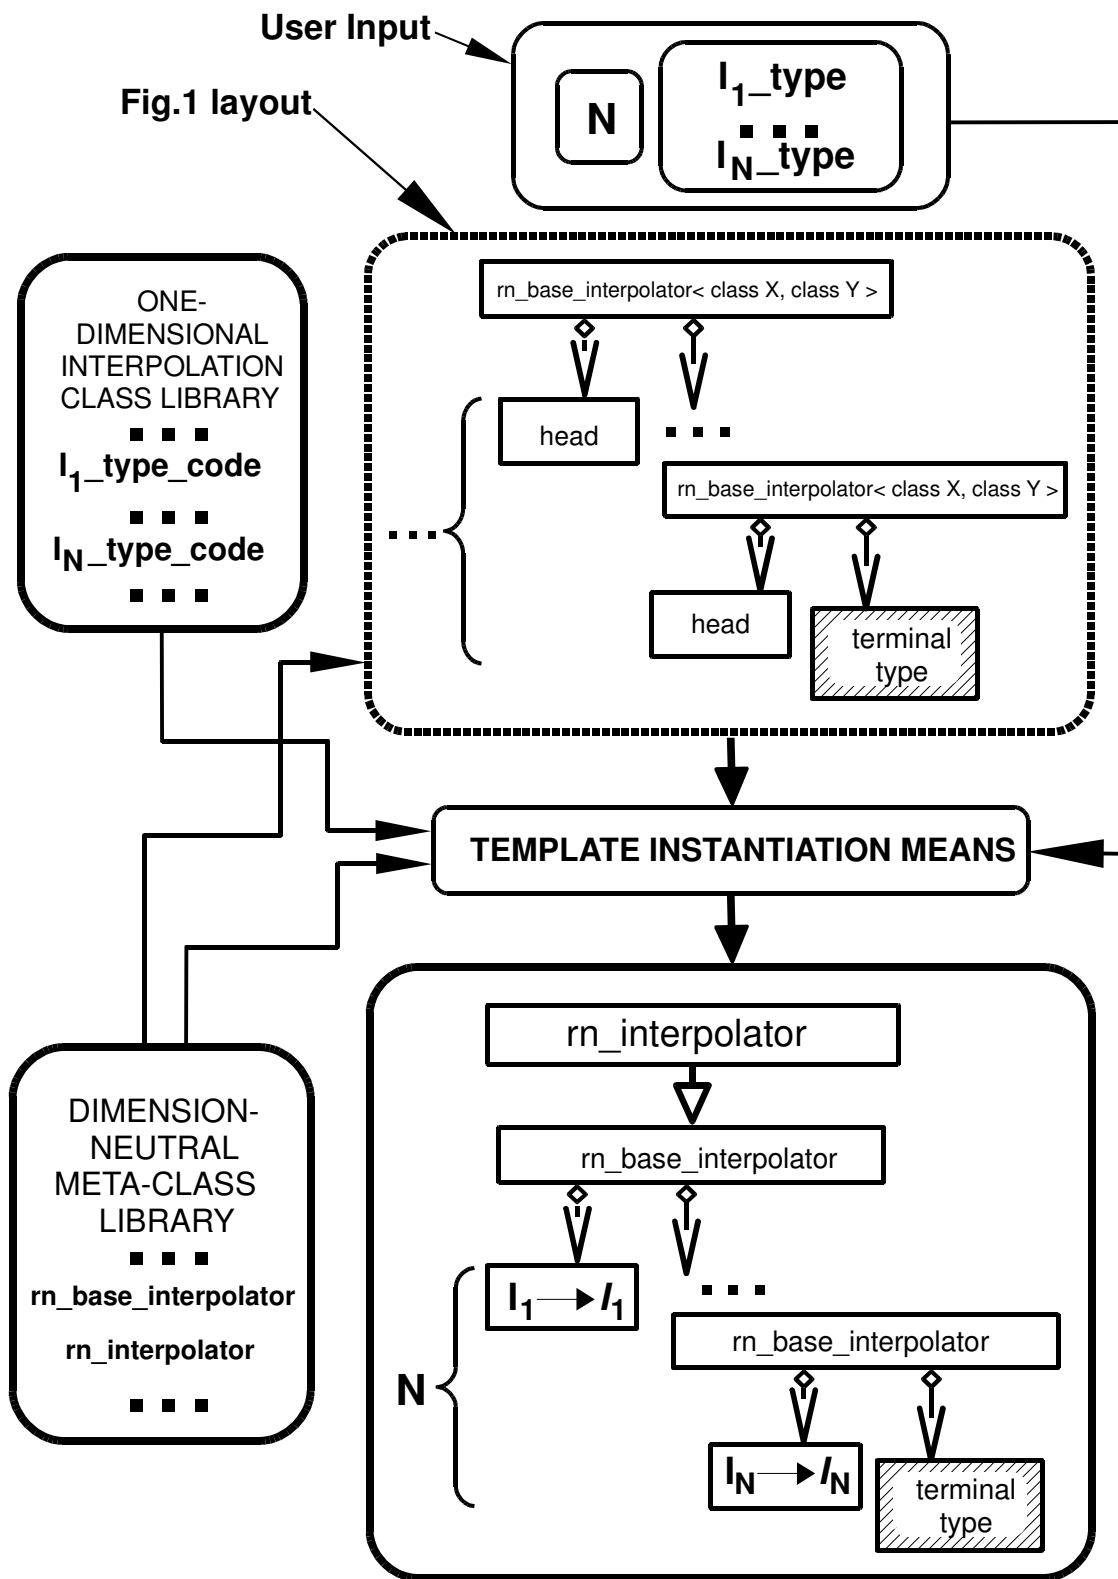 User Input
N
I1_type
...
IN_type
Fig.1 layout
rn_base_interpolator< class X, class Y >
head
...
rn_base_interpolator< class X, class Y >
...
head
terminal
type
ONE-
DIMENSIONAL
INTERPOLATION
CLASS LIBRARY
...
I1_type_code
...
IN_type_code
...
TEMPLATE INSTANTIATION MEANS
DIMENSION-
NEUTRAL
META-CLASS
LIBRARY
...
rn_base_interpolator
rn_interpolator
...
rn_interpolator
rn_base_interpolator
I1 → I1
...
rn_base_interpolator
N
IN → IN
terminal
type